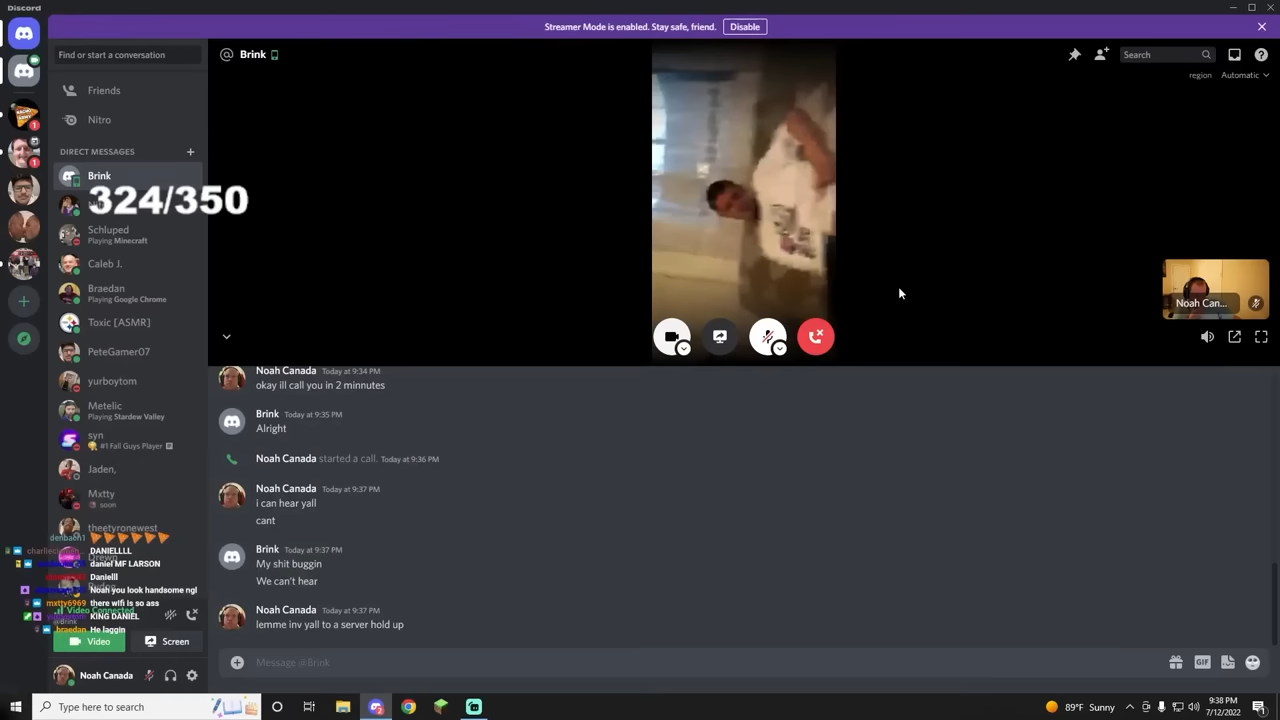 Discord
Streamer Mode is enabled. Stay safe, friend.
Disable
Find or start a conversation
Brink
Search
region
Automatic
Friends
Nitro
DIRECT MESSAGES
Brink
324/350
Schluped
Playing Minecraft
Caleb J.
Braedan
Playing Google Chrome
Toxic [ASMR]
PeteGamer07
yurboytom
Metelic
Playing Stardew Valley
syn
#1 Fall Guys Player
Jaden,
Mxtty
soon
theetyronewest
denbaen1
DANIELLLL
daniel MF LARSON
Daniell
Noah you look handsome ngl
mxtty6969 there wifi is so ass
Video Connected
KING DANIEL
@Brink
braedan He laggin
Video
Screen
Noah Canada
Noah Can...
Noah Canada Today at 9:34 PM
okay ill call you in 2 minnutes
Brink Today at 9:35 PM
Alright
Noah Canada started a call. Today at 9:36 PM
Noah Canada Today at 9:37 PM
i can hear yall
cant
Brink Today at 9:37 PM
My shit buggin
We can't hear
Noah Canada Today at 9:37 PM
lemme inv yall to a server hold up
Message @Brink
GIF
Type here to search
89°F Sunny
9:38 PM
7/12/2022